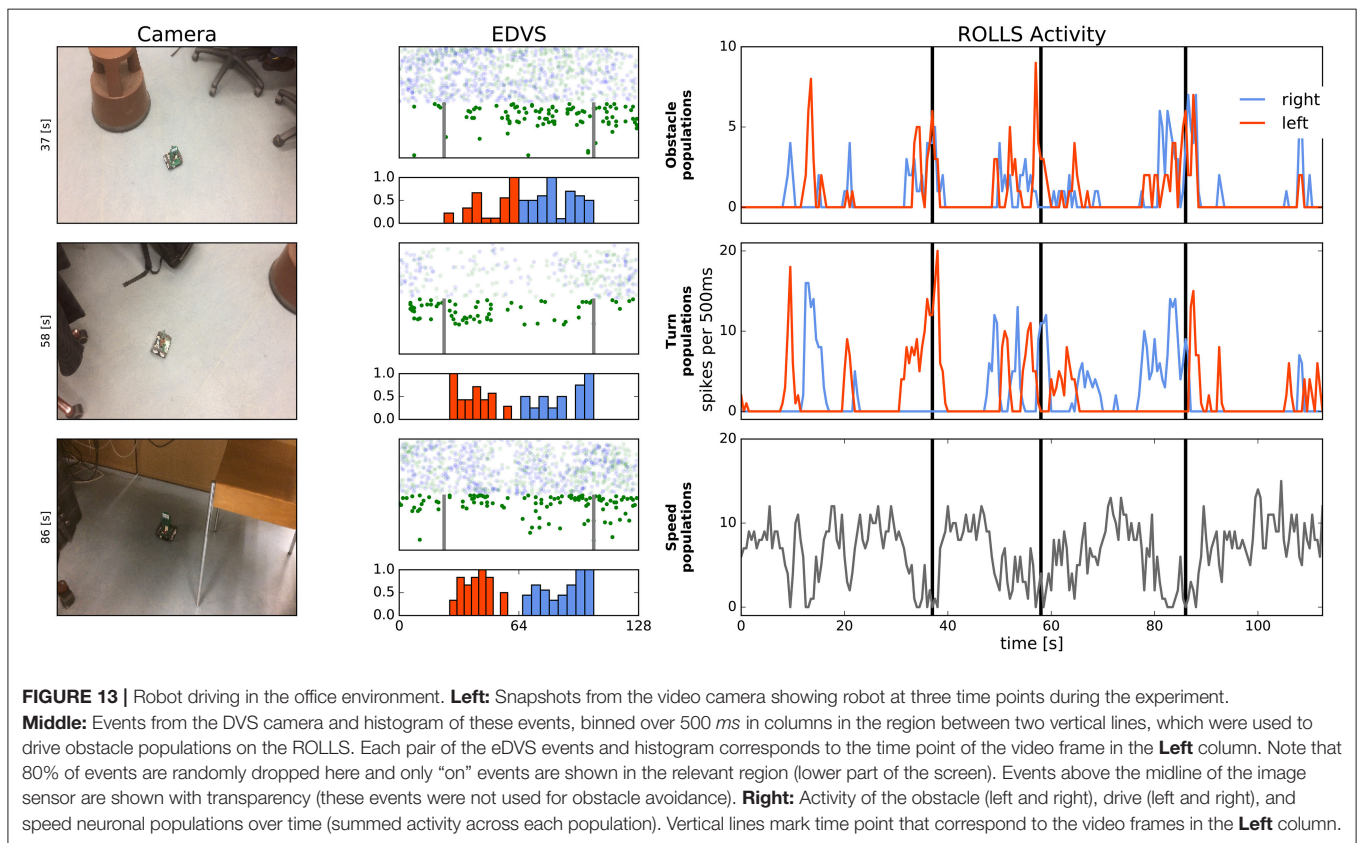 Camera
EDVS
ROLLS Activity
37 [s]
58 [s]
86 [s]
1.0
0.5
0.0
1.0
0.5
0.0
1.0
0.5
0.0
0
64
128
Obstacle
populations
10
5
0
right
left
Turn
populations
spikes per 500ms
20
10
0
Speed
populations
20
10
0
0
20
40
60
80
100
time [s]
FIGURE 13 | Robot driving in the office environment. Left: Snapshots from the video camera showing robot at three time points during the experiment.
Middle: Events from the DVS camera and histogram of these events, binned over 500 ms in columns in the region between two vertical lines, which were used to
drive obstacle populations on the ROLLS. Each pair of the eDVS events and histogram corresponds to the time point of the video frame in the Left column. Note that
80% of events are randomly dropped here and only “on” events are shown in the relevant region (lower part of the screen). Events above the midline of the image
sensor are shown with transparency (these events were not used for obstacle avoidance). Right: Activity of the obstacle (left and right), drive (left and right), and
speed neuronal populations over time (summed activity across each population). Vertical lines mark time point that correspond to the video frames in the Left column.